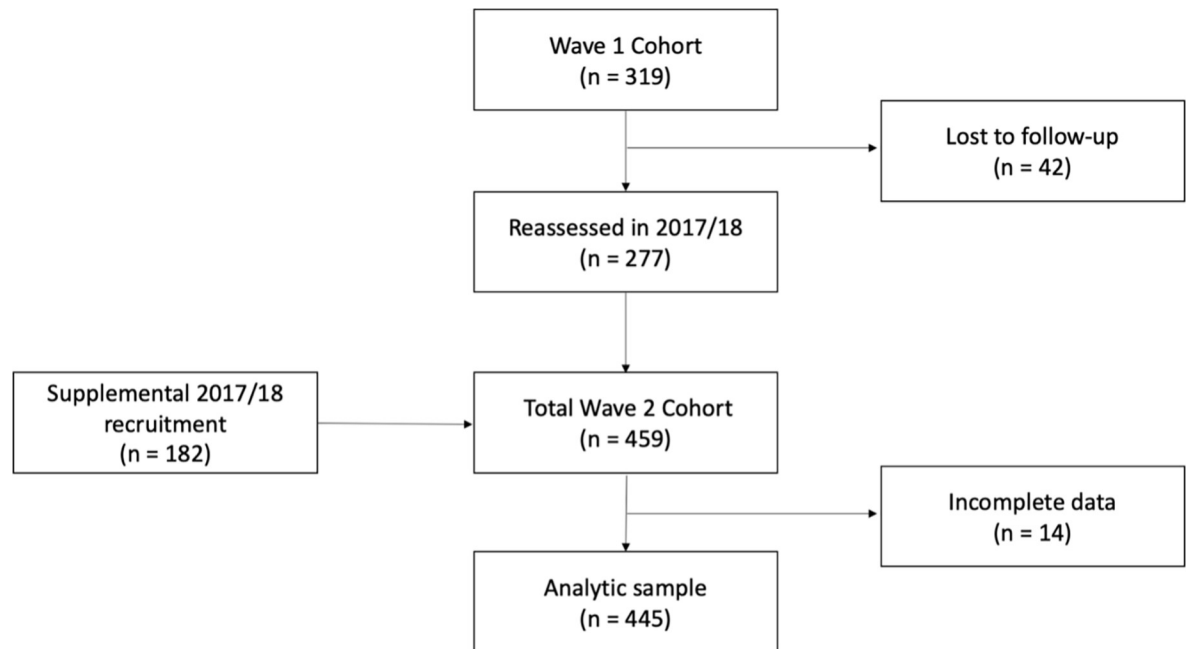 Wave 1 Cohort
(n = 319)
Lost to follow-up
(n = 42)
Reassessed in 2017/18
(n = 277)
Supplemental 2017/18
recruitment
(n = 182)
Total Wave 2 Cohort
(n = 459)
Incomplete data
(n = 14)
Analytic sample
(n = 445)